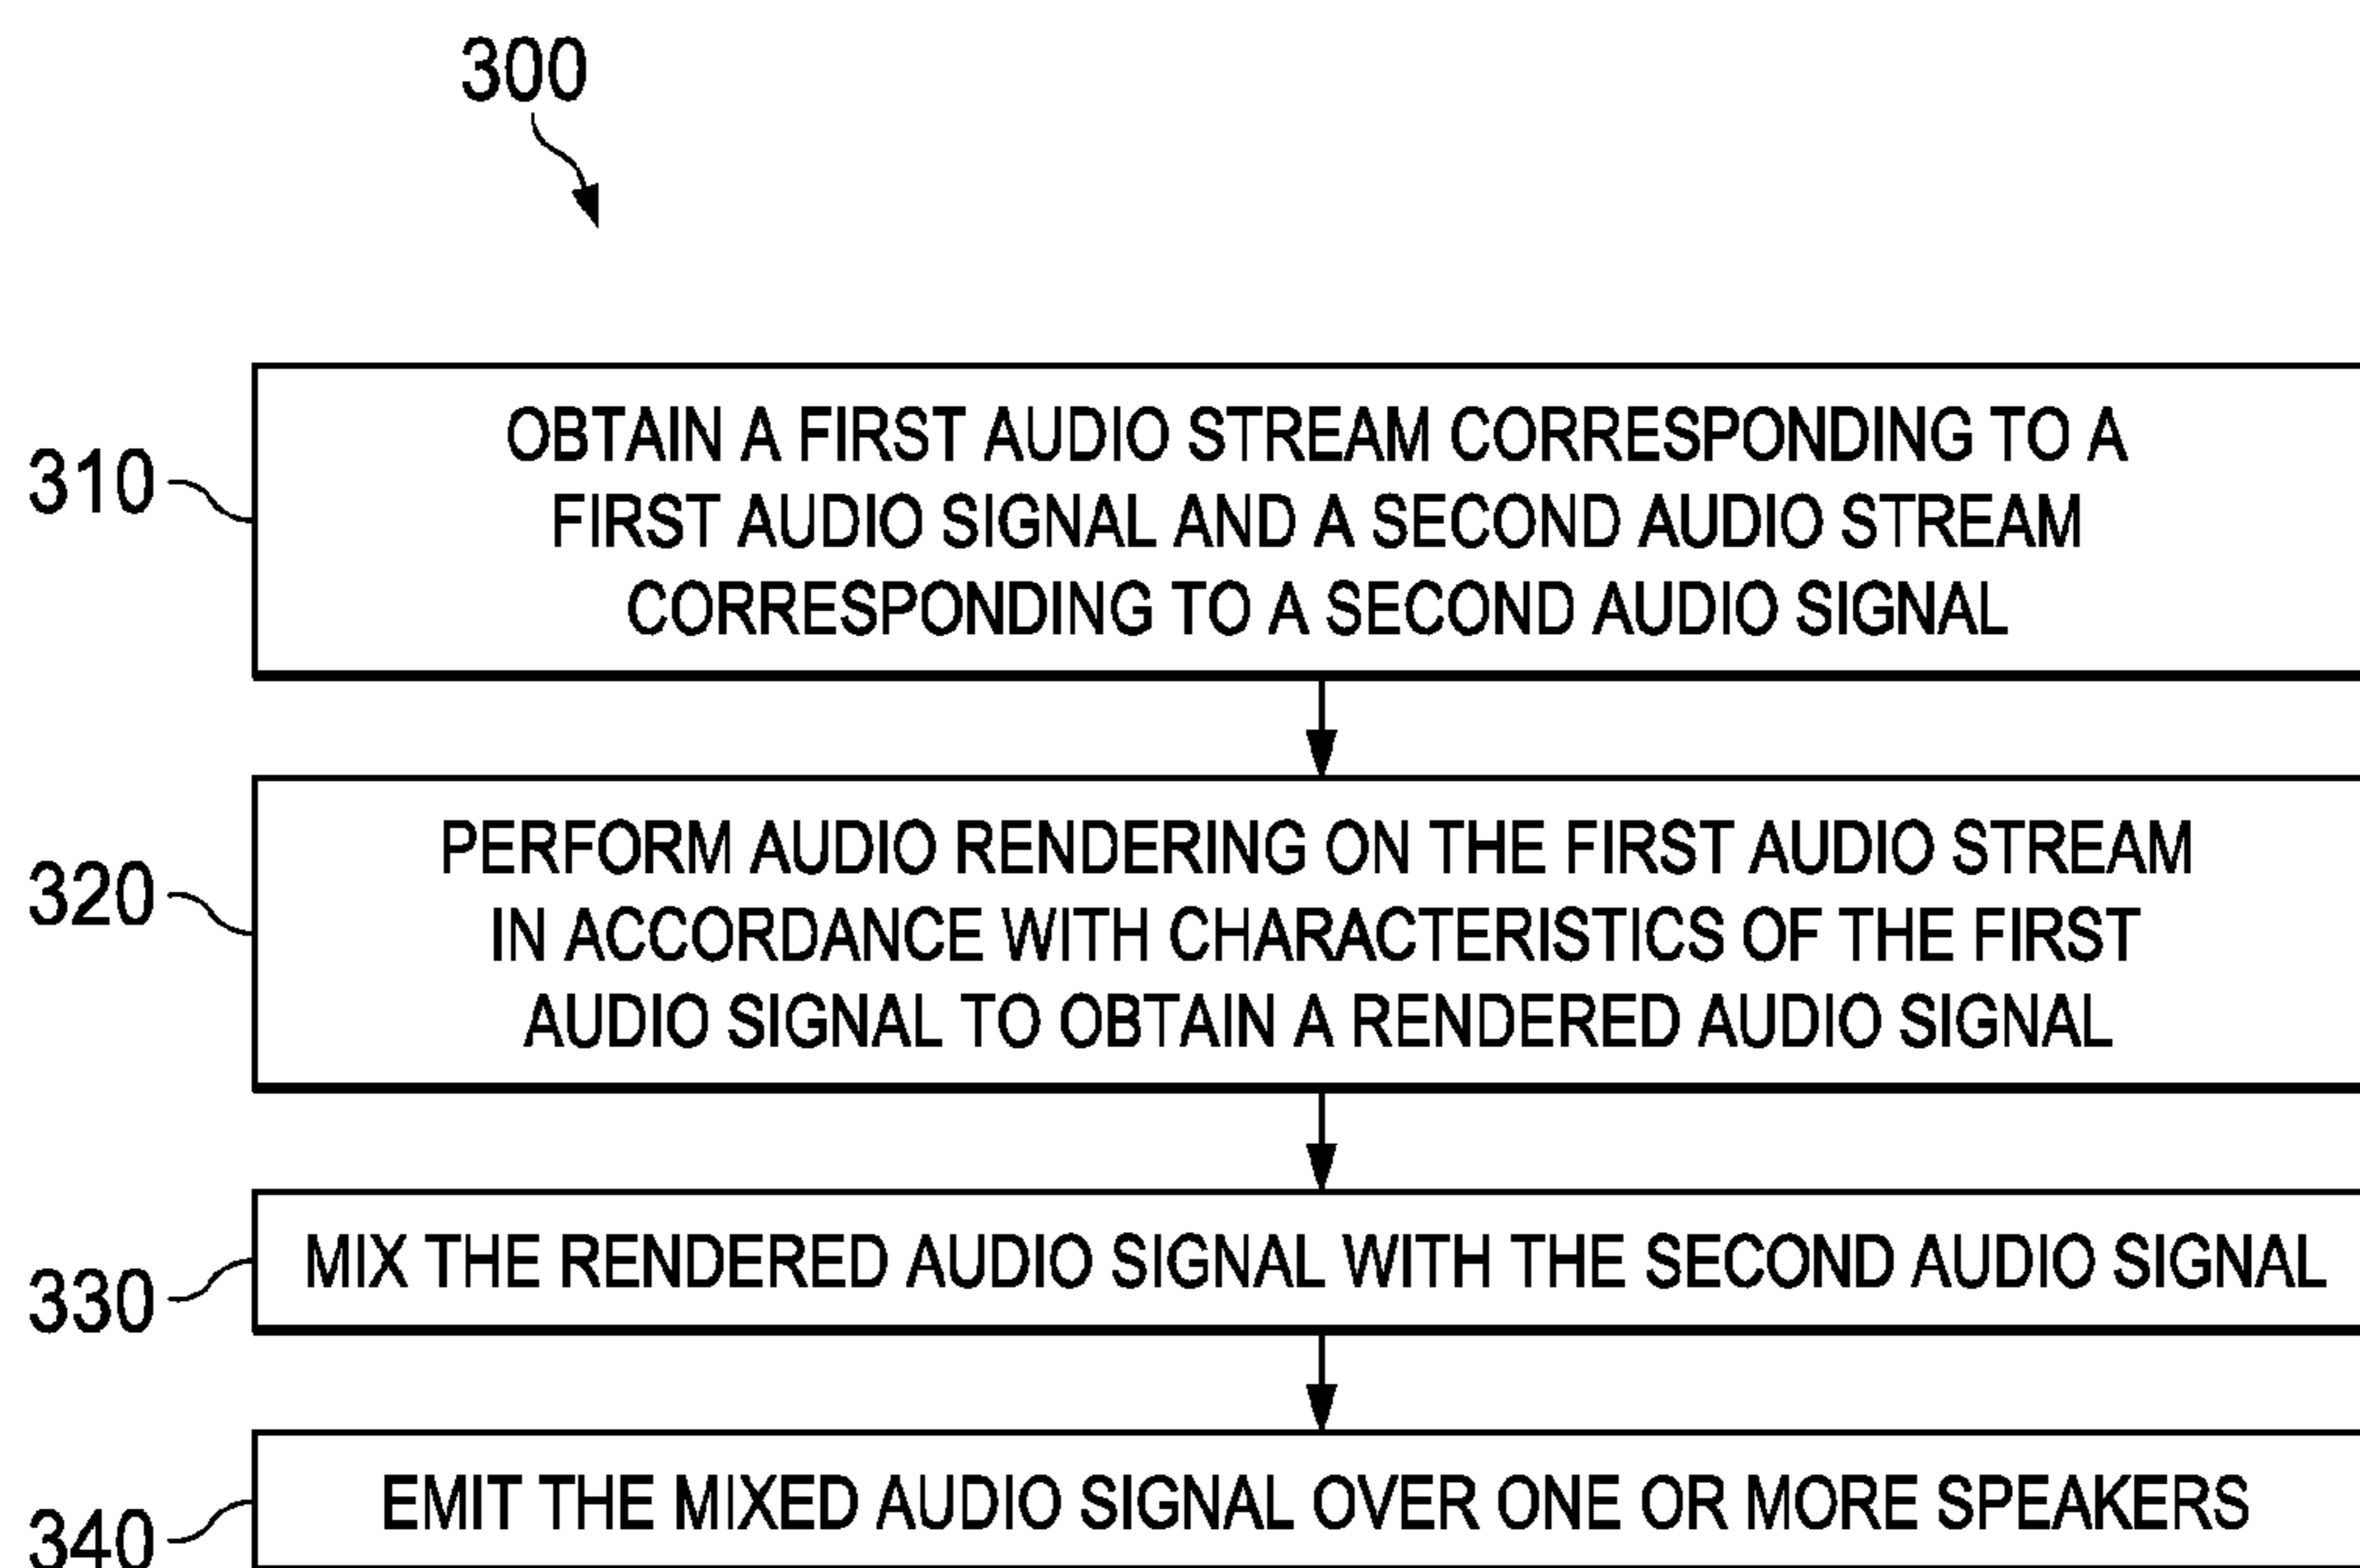 300
310
OBTAIN A FIRST AUDIO STREAM CORRESPONDING TO A
FIRST AUDIO SIGNAL AND A SECOND AUDIO STREAM
CORRESPONDING TO A SECOND AUDIO SIGNAL
320
PERFORM AUDIO RENDERING ON THE FIRST AUDIO STREAM
IN ACCORDANCE WITH CHARACTERISTICS OF THE FIRST
AUDIO SIGNAL TO OBTAIN A RENDERED AUDIO SIGNAL
330
MIX THE RENDERED AUDIO SIGNAL WITH THE SECOND AUDIO SIGNAL
340
EMIT THE MIXED AUDIO SIGNAL OVER ONE OR MORE SPEAKERS